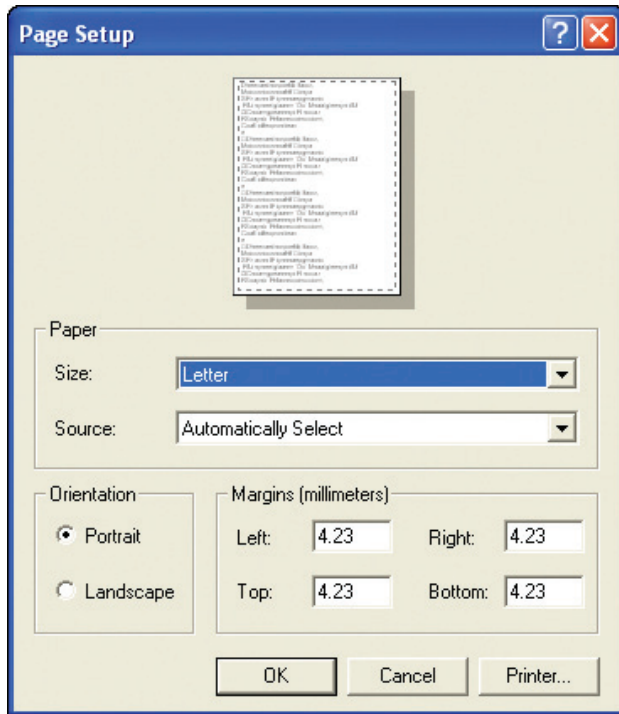 Page Setup
Paper
Size: Letter
Source: Automatically Select
Orientation
Portrait
Landscape
Margins (millimeters)
Left: 4.23 Right: 4.23
Top: 4.23 Bottom: 4.23
OK Cancel Printer...